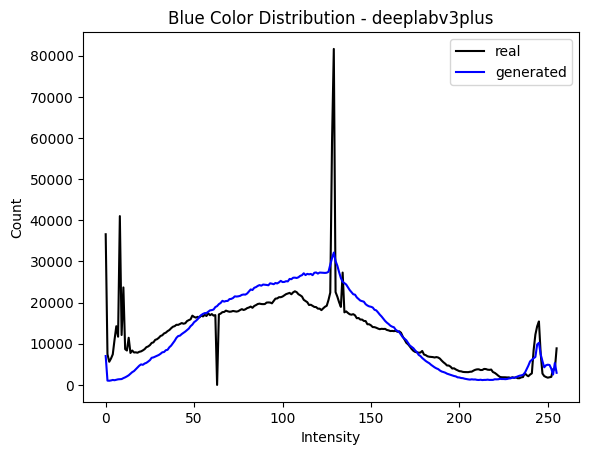 Blue Color Distribution - deeplabv3plus
real
generated
80000
70000
60000
50000
40000
30000
20000
10000
0
Count
0 50 100 150 200 250
Intensity